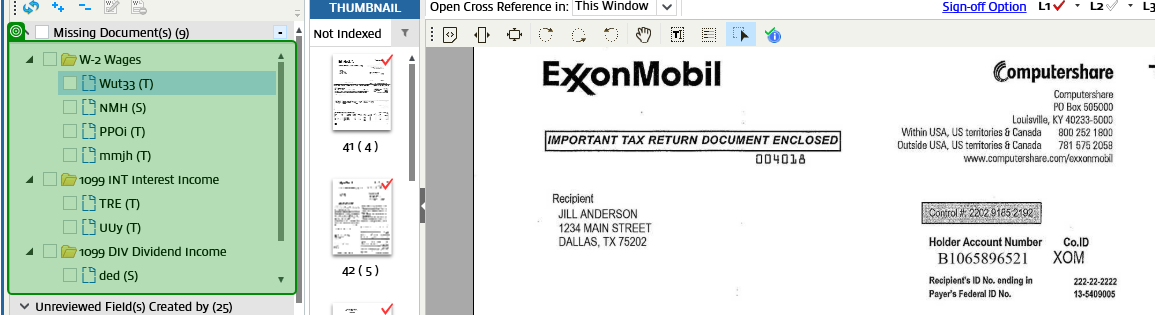 Missing Document(s) (9)
W-2 Wages
Wut33 (T)
NMH (S)
PPOi (T)
mmjh (T)
1099 INT Interest Income
TRE (T)
UUy (T)
1099 DIV Dividend Income
ded (S)
Unreviewed Field(s) Created by (25)
THUMBNAIL
Not Indexed
41 ( 4 )
42 ( 5 )
Open Cross Reference in: This Window
Sign-off Option L1 L2 L3
ExxonMobil
IMPORTANT TAX RETURN DOCUMENT ENCLOSED
004018
Recipient
JILL ANDERSON
1234 MAIN STREET
DALLAS, TX 75202
Computershare
Computershare
PO Box 505000
Louisville, KY 40233-5000
Within USA, US territories & Canada 800 252 1800
Outside USA, US territories & Canada 781 575 2058
www.computershare.com/exxonmobil
Control #: 2202 9185 2192
Holder Account Number Co.ID
B1065896521 XOM
Recipient's ID No. ending in 222-22-2222
Payer's Federal ID No. 13-5409005